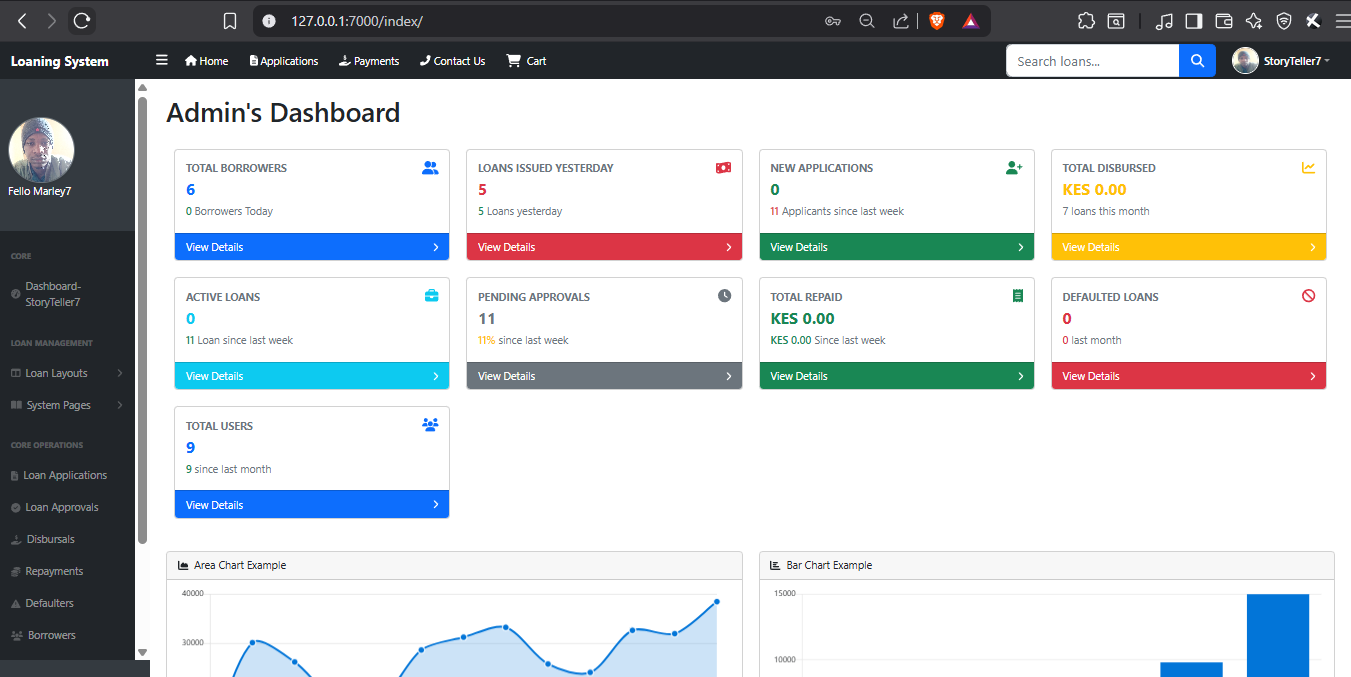 127.0.0.1:7000/index/
Loaning System
Home
Applications
Payments
Contact Us
Cart
Search loans...
StoryTeller7
Fello Marley7
CORE
Dashboard-
StoryTeller7
LOAN MANAGEMENT
Loan Layouts
System Pages
CORE OPERATIONS
Loan Applications
Loan Approvals
Disbursals
Repayments
Defaulters
Borrowers
Admin's Dashboard
TOTAL BORROWERS
6
0 Borrowers Today
View Details
LOANS ISSUED YESTERDAY
5
5 Loans yesterday
View Details
NEW APPLICATIONS
0
11 Applicants since last week
View Details
TOTAL DISBURSED
KES 0.00
7 loans this month
View Details
ACTIVE LOANS
0
11 Loan since last week
View Details
PENDING APPROVALS
11
11% since last week
View Details
TOTAL REPAID
KES 0.00
KES 0.00 Since last week
View Details
DEFAULTED LOANS
0
0 last month
View Details
TOTAL USERS
9
9 since last month
View Details
Area Chart Example
40000
30000
Bar Chart Example
15000
10000